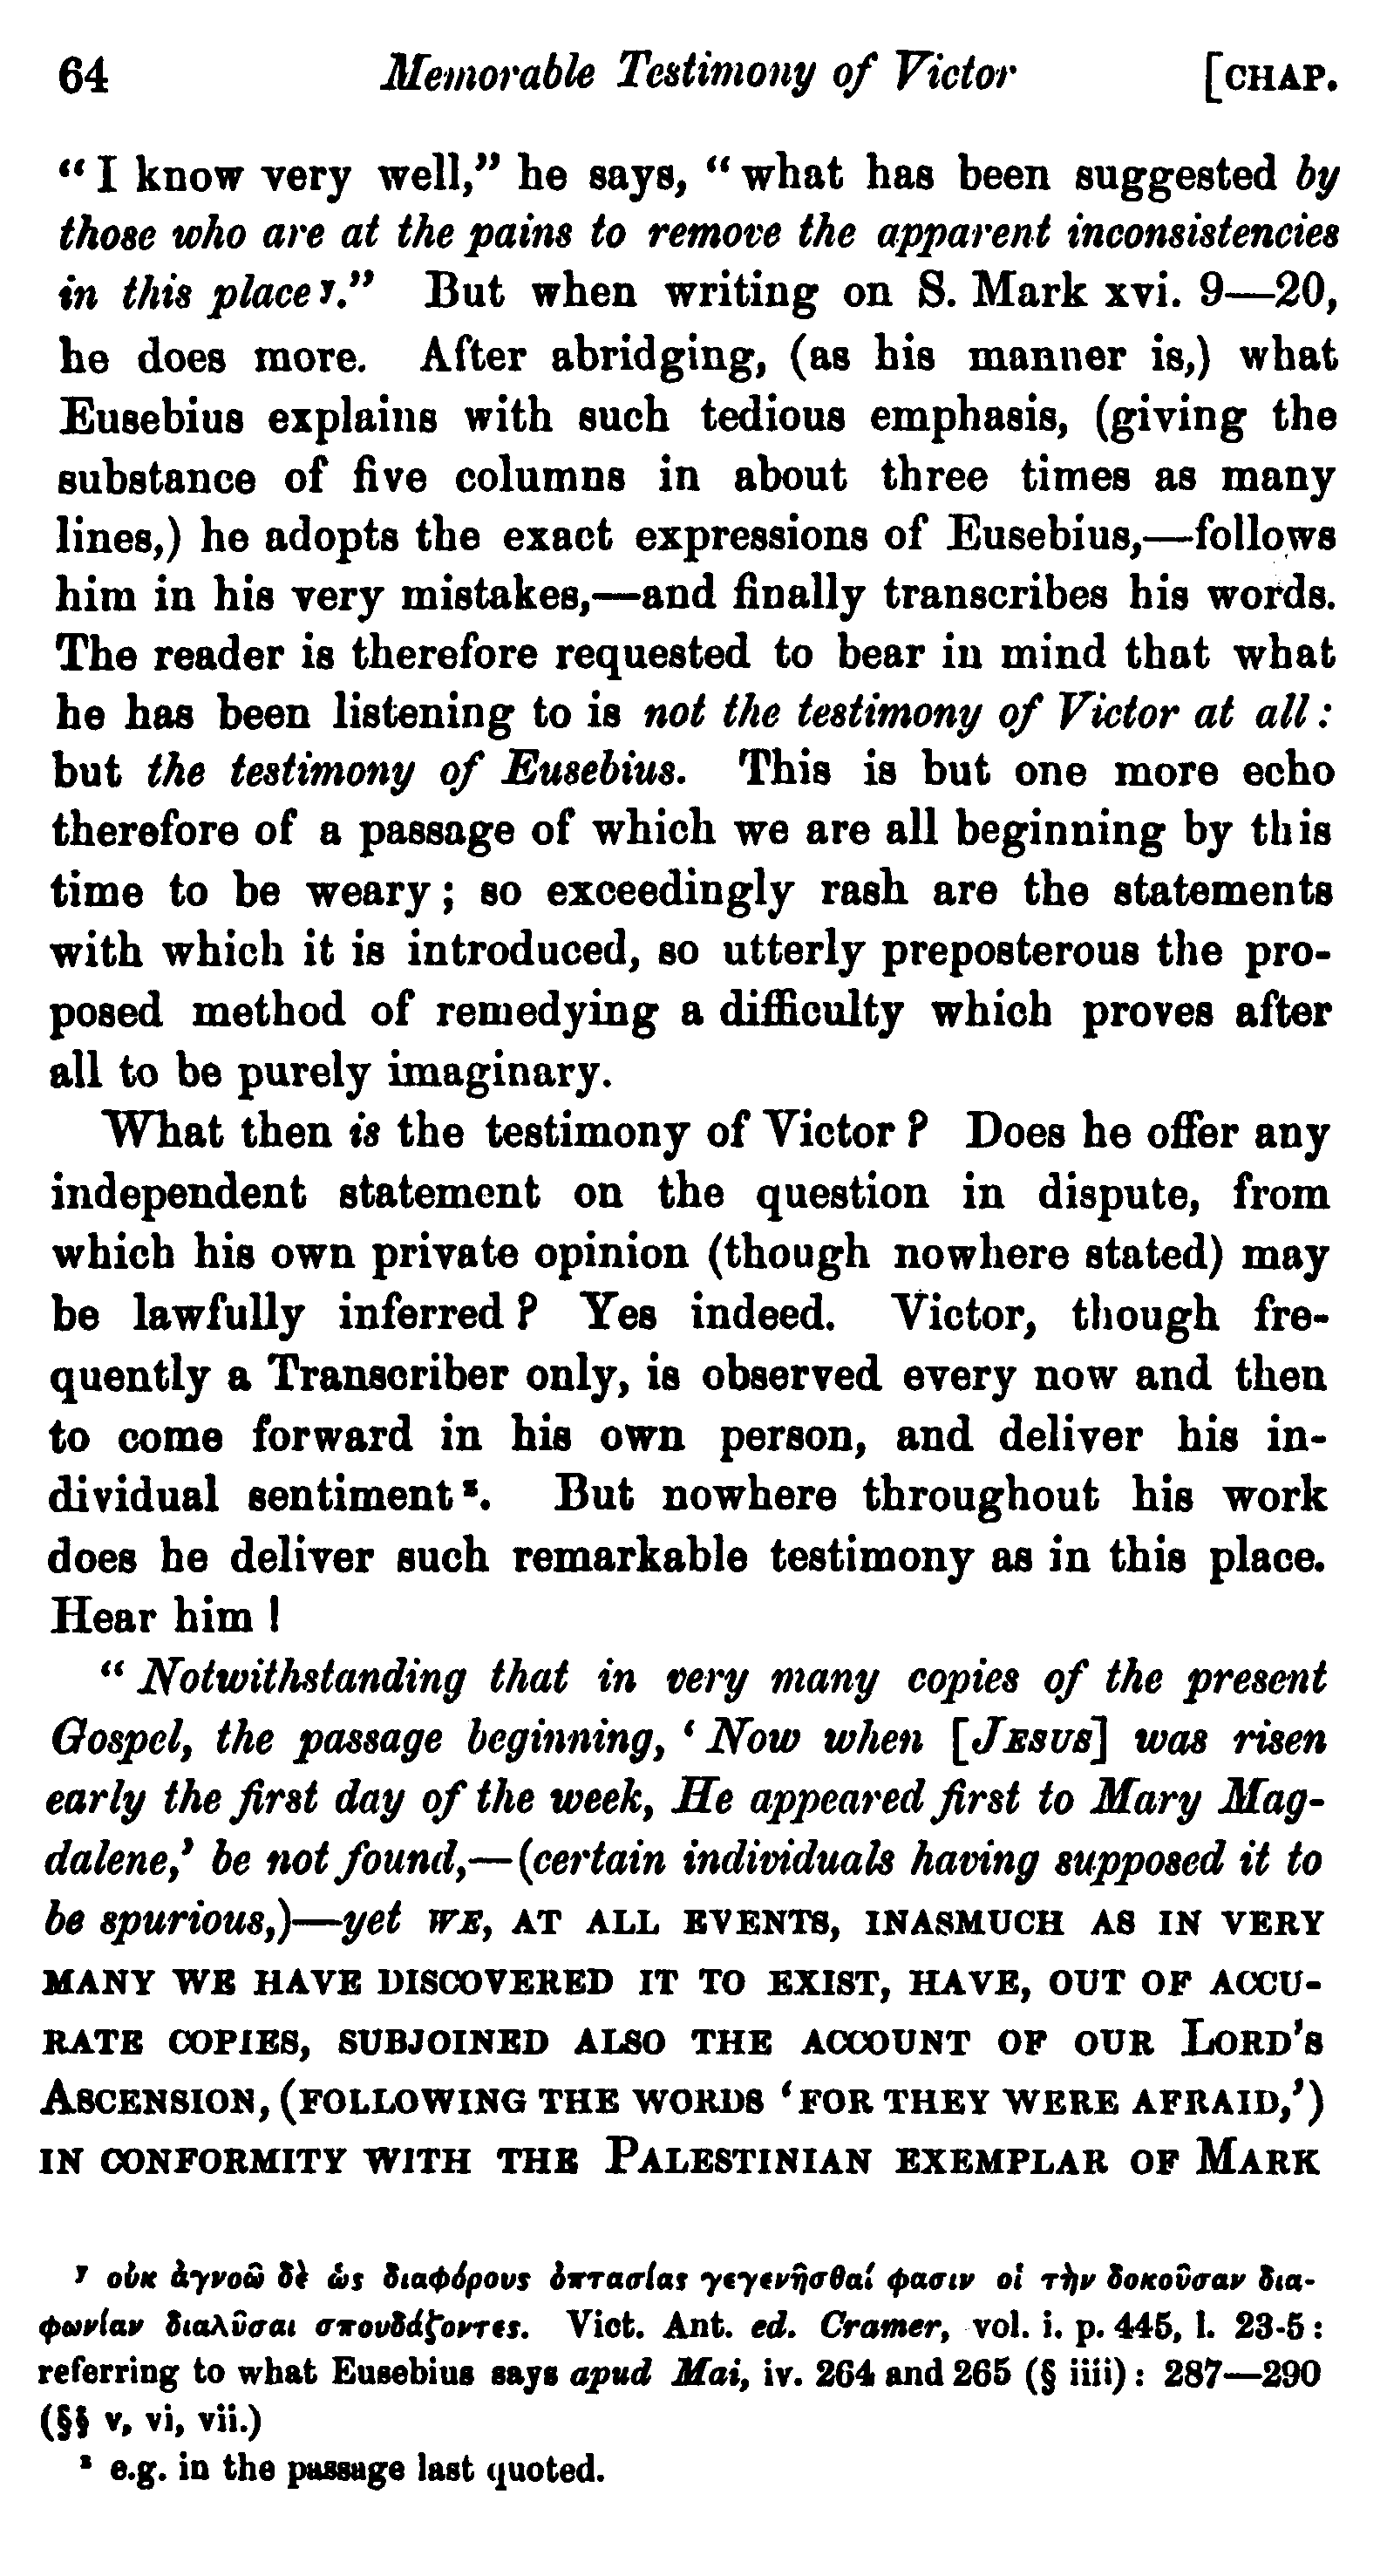 64 Memorable Testimony of Victor [CHAP.
“I know very well,” he says, “what has been suggested by
those who are at the pains to remove the apparent inconsistencies
in this place y.” But when writing on S. Mark xvi. 9—20,
he does more. After abridging, (as his manner is,) what
Eusebius explains with such tedious emphasis, (giving the
substance of five columns in about three times as many
lines,) he adopts the exact expressions of Eusebius,—follows
him in his very mistakes,—and finally transcribes his words.
The reader is therefore requested to bear in mind that what
he has been listening to is not the testimony of Victor at all:
but the testimony of Eusebius. This is but one more echo
therefore of a passage of which we are all beginning by this
time to be weary; so exceedingly rash are the statements
with which it is introduced, so utterly preposterous the pro-
posed method of remedying a difficulty which proves after
all to be purely imaginary.
What then is the testimony of Victor? Does he offer any
independent statement on the question in dispute, from
which his own private opinion (though nowhere stated) may
be lawfully inferred? Yes indeed. Victor, though fre-
quently a Transcriber only, is observed every now and then
to come forward in his own person, and deliver his in-
dividual sentiment z. But nowhere throughout his work
does he deliver such remarkable testimony as in this place.
Hear him!
“Notwithstanding that in very many copies of the present
Gospel, the passage beginning, ‘Now when [JESUS] was risen
early the first day of the week, He appeared first to Mary Mag-
dalene,’ be not found,—(certain individuals having supposed it to
be spurious,)—yet WE, AT ALL EVENTS, INASMUCH AS IN VERY
MANY WE HAVE DISCOVERED IT TO EXIST, HAVE, OUT OF ACCU-
RATE COPIES, SUBJOINED ALSO THE ACCOUNT OF OUR LORD’S
ASCENSION, (FOLLOWING THE WORDS ‘FOR THEY WERE AFRAID,’)
IN CONFORMITY WITH THE PALESTINIAN EXEMPLAR OF MARK
y οὐκ ἀγνοῶ δὲ ὡς διαφόρους ὀπτασίας γεγενῆσθαί φασιν οἱ τὴν δοκοῦσαν δια-
φωνίαν διαλῦσαι σπουδάζοντες. Vict. Ant. ed. Cramer, vol. i. p. 445, l. 23-5:
referring to what Eusebius says apud Mai, iv. 264 and 265 (§ iiii): 287—290
(§§ v, vi, vii.)
z e.g. in the passage last quoted.